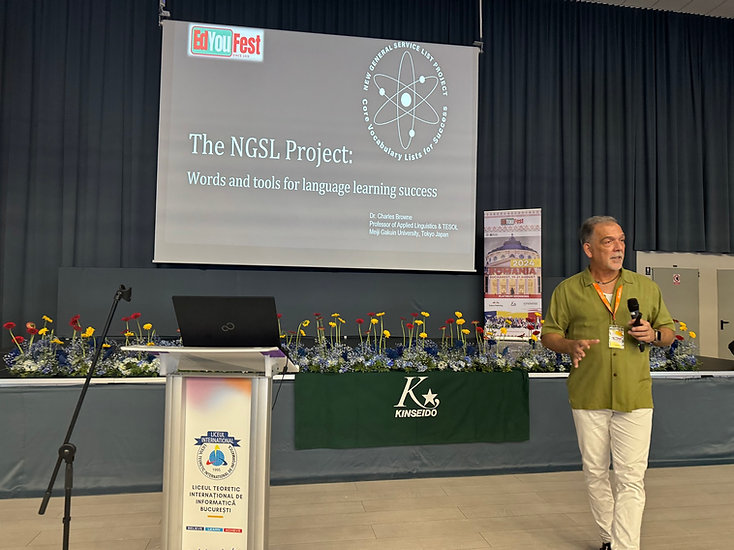 EdYouFest
NEW GENERAL SERVICE LIST PROJECT
Core Vocabulary Lists for Success
The NGSL Project:
Words and tools for language learning success
Dr. Charles Browne
Professor of Applied Linguistics & TESOL
Meiji Gakuin University, Tokyo Japan
EdYouFest
2024
ROMANIA
K
KINSEIDO
LICEUL
INTERNATIONAL
LICEUL TEORETIC
INTERNAȚIONAL DE
INFORMATICĂ
BUCUREȘTI